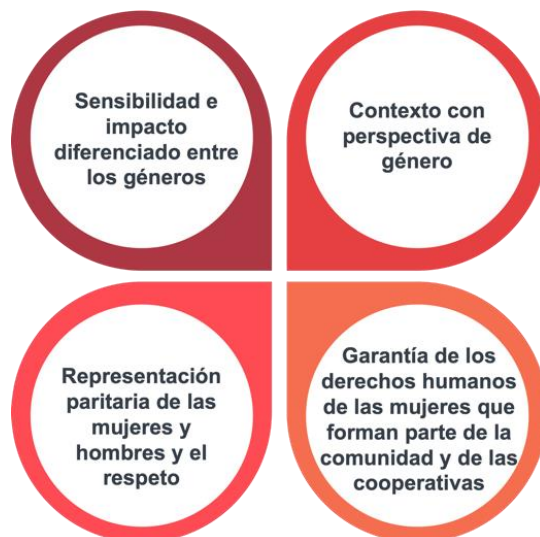 Sensibilidad e
impacto
diferenciado entre
los géneros
Contexto con
perspectiva de
género
Representación
paritaria de las
mujeres y
hombres y el
respeto
Garantía de los
derechos humanos
de las mujeres que
forman parte de la
comunidad y de las
cooperativas